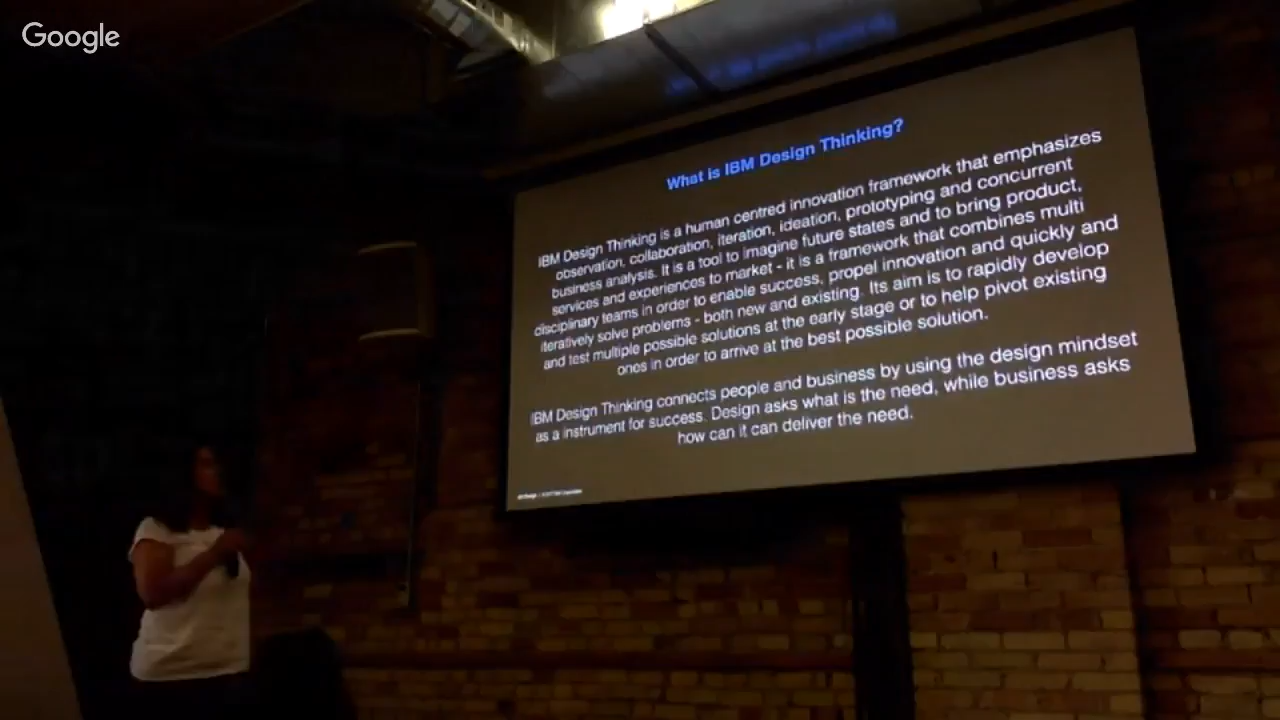 Google
What is IBM Design Thinking?
IBM Design Thinking is a human centred innovation framework that emphasizes
observation, collaboration, iteration, ideation, prototyping and concurrent
business analysis. It is a tool to imagine future states and to bring product,
services and experiences to market - it is a framework that combines multi
disciplinary teams in order to enable success, propel innovation and quickly and
iteratively solve problems - both new and existing. Its aim is to rapidly develop
and test multiple possible solutions at the early stage or to help pivot existing
ones in order to arrive at the best possible solution.
IBM Design Thinking connects people and business by using the design mindset
as a instrument for success. Design asks what is the need, while business asks
how can it can deliver the need.